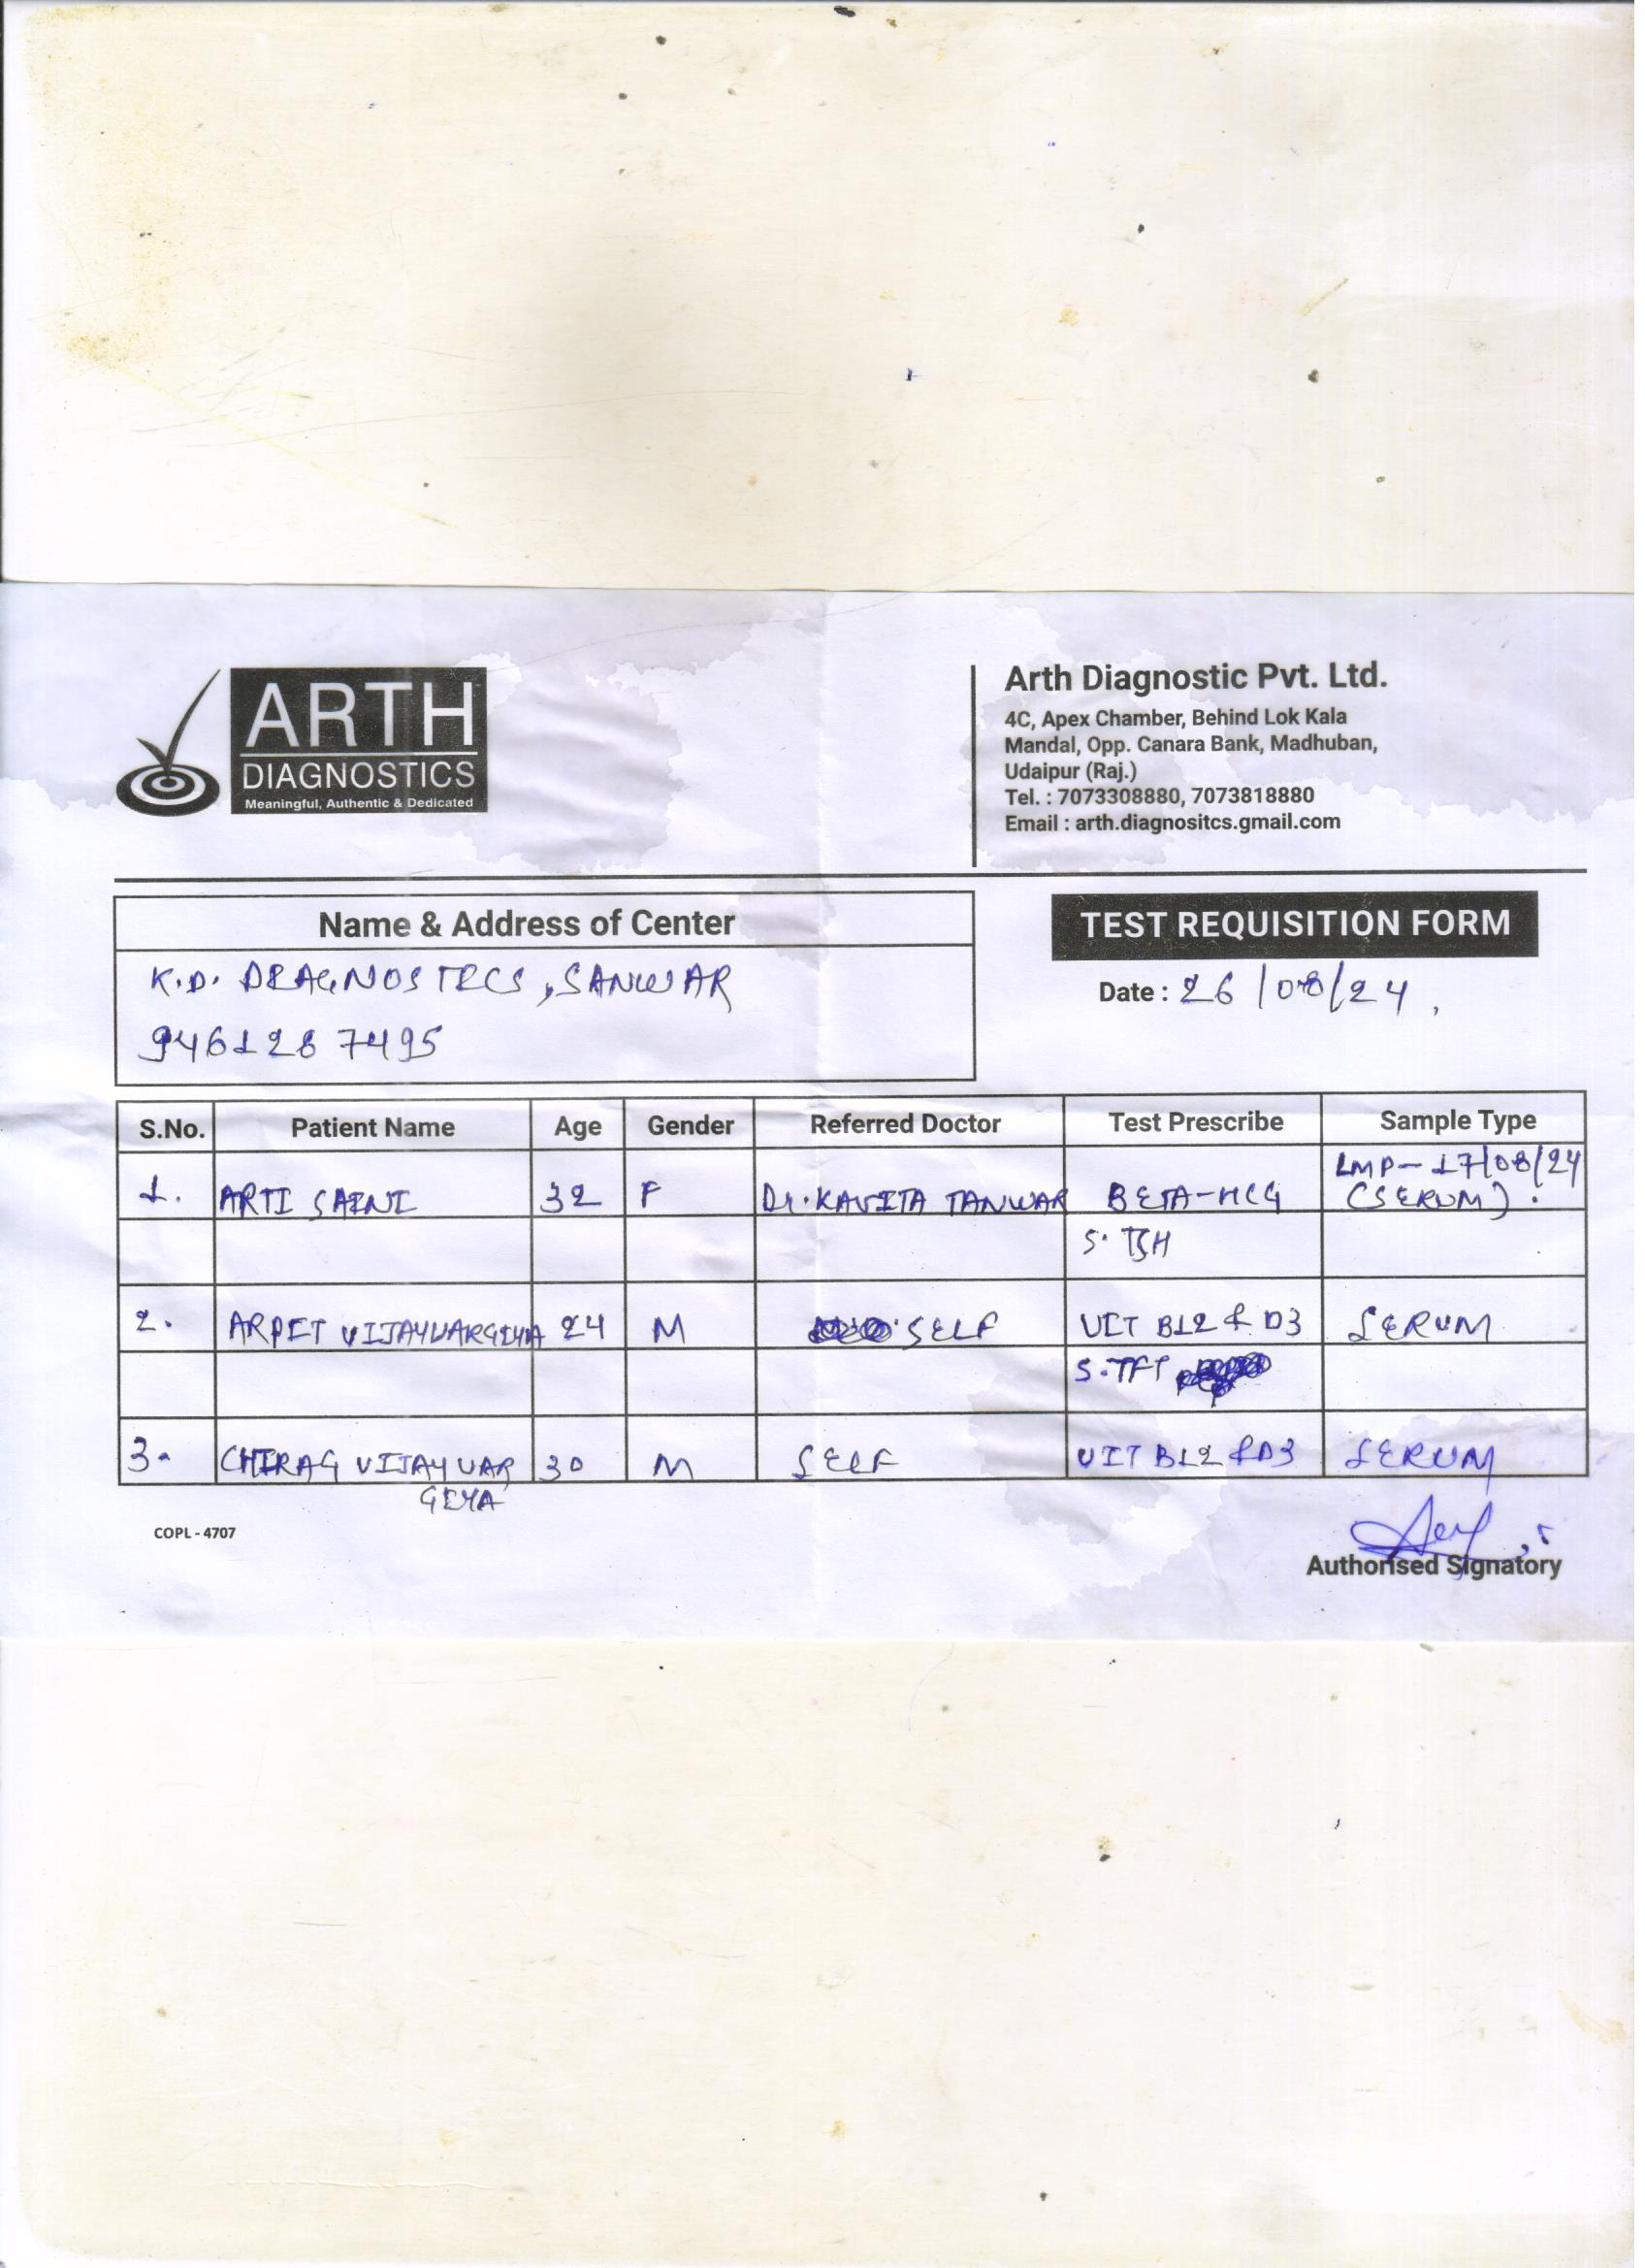 ARTH
DIAGNOSTICS
Meaningful, Authentic & Dedicated
Arth Diagnostic Pvt. Ltd.
4C, Apex Chamber, Behind Lok Kala
Mandal, Opp. Canara Bank, Madhuban,
Udaipur (Raj.)
Tel. : 7073308880, 7073818880
Email : arth.diagnositcs.gmail.com
Name & Address of Center
K.D. DIAGNOSTICS, SANWAR
9461287495
TEST REQUISITION FORM
Date : 26/08/24
S.No. Patient Name Age Gender Referred Doctor Test Prescribe Sample Type
LMP- 17/08/24
1. ARTI SAINI 32 F Dr. KAVITA TANWAR BETA-HCG (SERUM).
S. TSH
2. ARPIT VIJAYVARGIYA 24 M SELF VIT B12 & D3 SERUM
S.TFT
3. CHIRAG VIJAYVAR 30 M SELF VIT B12 & D3 SERUM
GIYA
COPL - 4707
Authorised Signatory